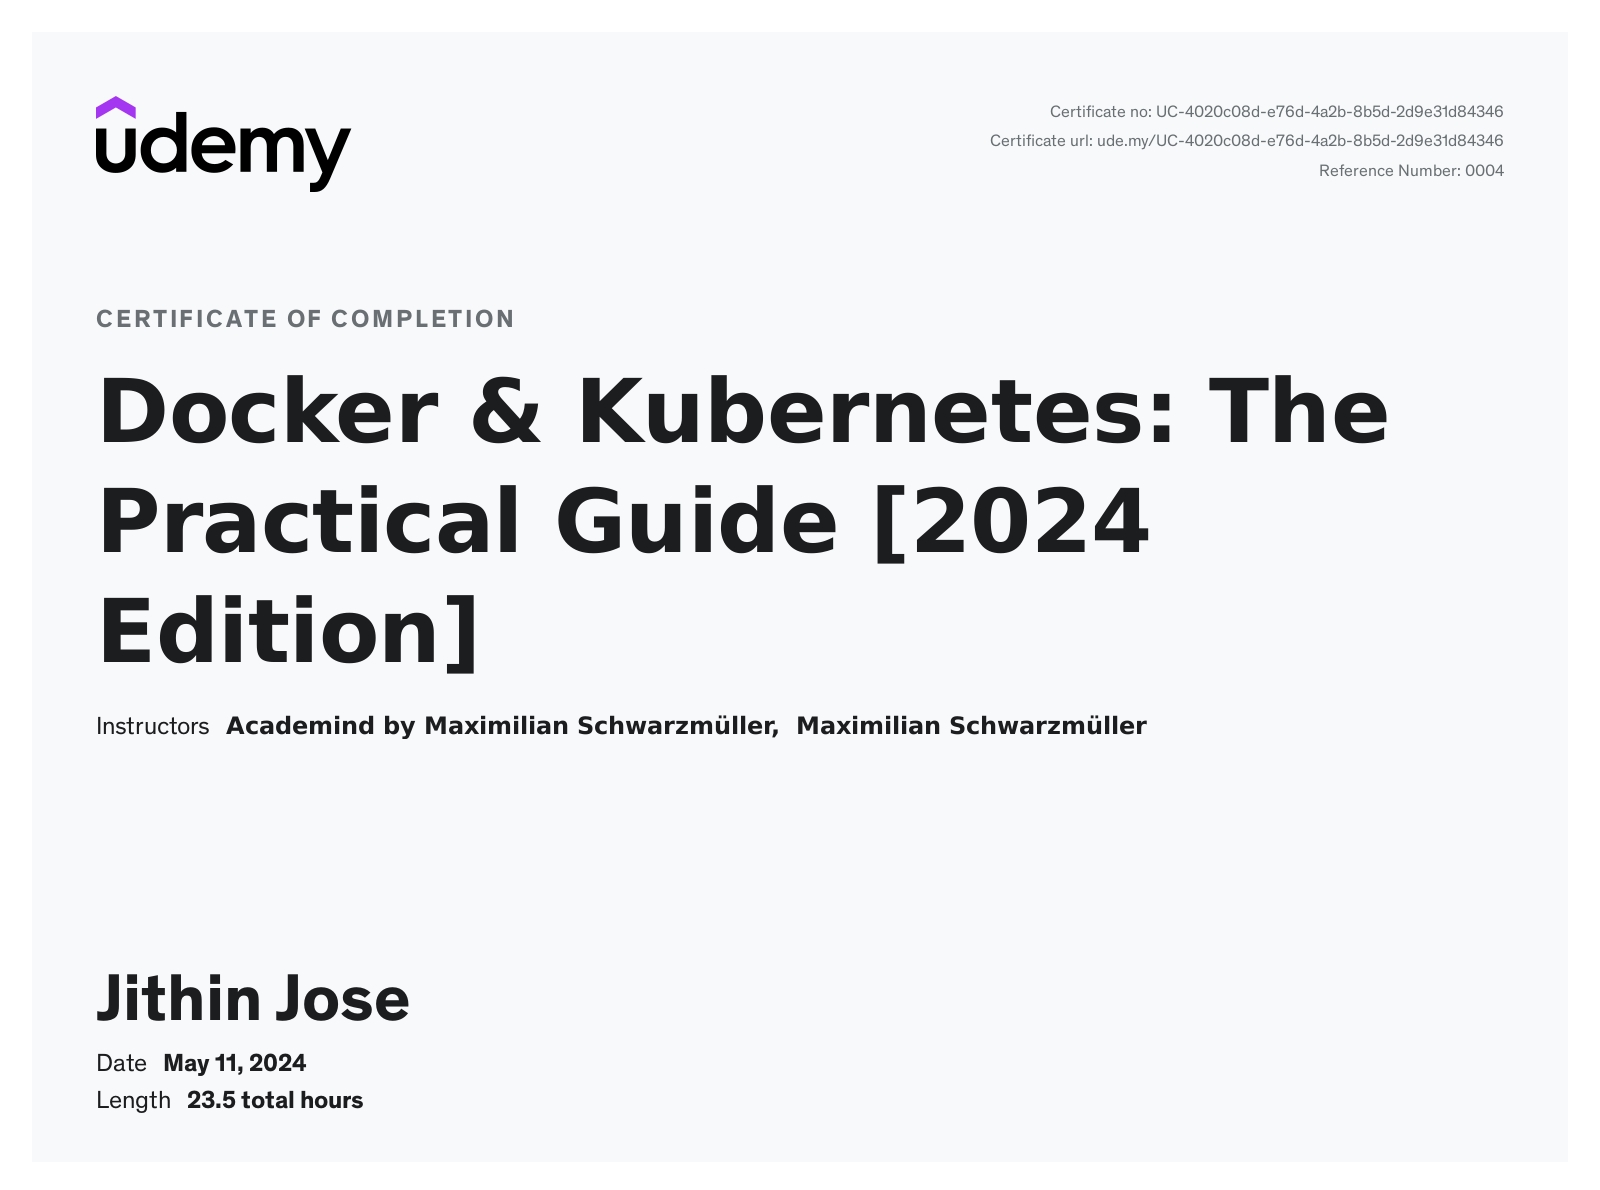 udemy
Certificate no: UC-4020c08d-e76d-4a2b-8b5d-2d9e31d84346
Certificate url: ude.my/UC-4020c08d-e76d-4a2b-8b5d-2d9e31d84346
Reference Number: 0004
CERTIFICATE OF COMPLETION
Docker & Kubernetes: The
Practical Guide [2024
Edition]
Instructors Academind by Maximilian Schwarzmüller, Maximilian Schwarzmüller
Jithin Jose
Date May 11, 2024
Length 23.5 total hours